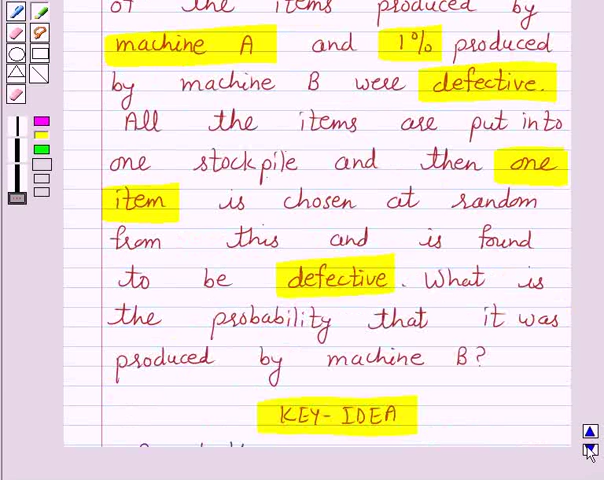 of the items produced by
machine A and 1% produced
by machine B were defective.
All the items are put into
one stockpile and then one
item is chosen at random
from this and is found
to be defective. What is
the probability that it was
produced by machine B?
KEY-IDEA